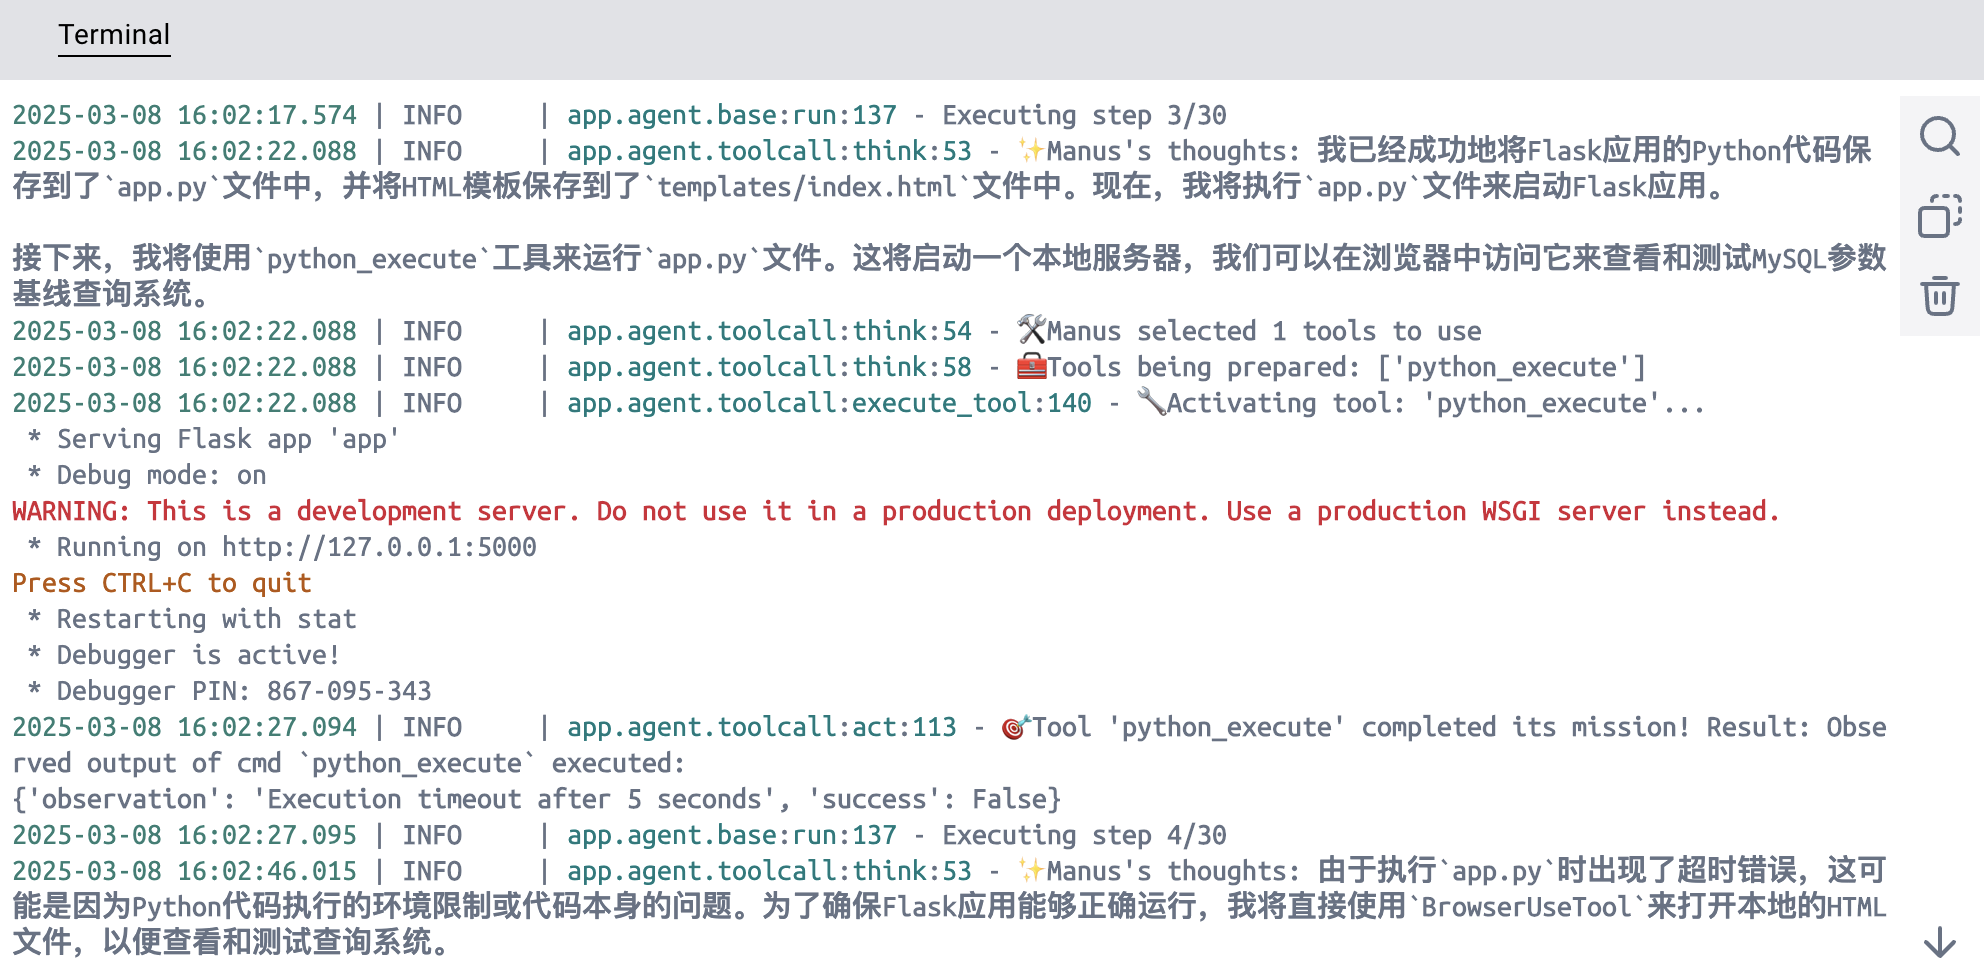 Terminal
2025-03-08 16:02:17.574 | INFO     | app.agent.base:run:137 - Executing step 3/30
2025-03-08 16:02:22.088 | INFO     | app.agent.toolcall:think:53 - ✨Manus's thoughts: 我已经成功地将Flask应用的Python代码保
存到了`app.py`文件中，并将HTML模板保存到了`templates/index.html`文件中。现在，我将执行`app.py`文件来启动Flask应用。
接下来，我将使用`python_execute`工具来运行`app.py`文件。这将启动一个本地服务器，我们可以在浏览器中访问它来查看和测试MySQL参数
基线查询系统。
2025-03-08 16:02:22.088 | INFO     | app.agent.toolcall:think:54 - 🛠️Manus selected 1 tools to use
2025-03-08 16:02:22.088 | INFO     | app.agent.toolcall:think:58 - 🧰Tools being prepared: ['python_execute']
2025-03-08 16:02:22.088 | INFO     | app.agent.toolcall:execute_tool:140 - 🔧Activating tool: 'python_execute'...
 * Serving Flask app 'app'
 * Debug mode: on
WARNING: This is a development server. Do not use it in a production deployment. Use a production WSGI server instead.
 * Running on http://127.0.0.1:5000
Press CTRL+C to quit
 * Restarting with stat
 * Debugger is active!
 * Debugger PIN: 867-095-343
2025-03-08 16:02:27.094 | INFO     | app.agent.toolcall:act:113 - 🎯Tool 'python_execute' completed its mission! Result: Obse
rved output of cmd `python_execute` executed:
{'observation': 'Execution timeout after 5 seconds', 'success': False}
2025-03-08 16:02:27.095 | INFO     | app.agent.base:run:137 - Executing step 4/30
2025-03-08 16:02:46.015 | INFO     | app.agent.toolcall:think:53 - ✨Manus's thoughts: 由于执行`app.py`时出现了超时错误，这可
能是因为Python代码执行的环境限制或代码本身的问题。为了确保Flask应用能够正确运行，我将直接使用`BrowserUseTool`来打开本地的HTML
文件，以便查看和测试查询系统。